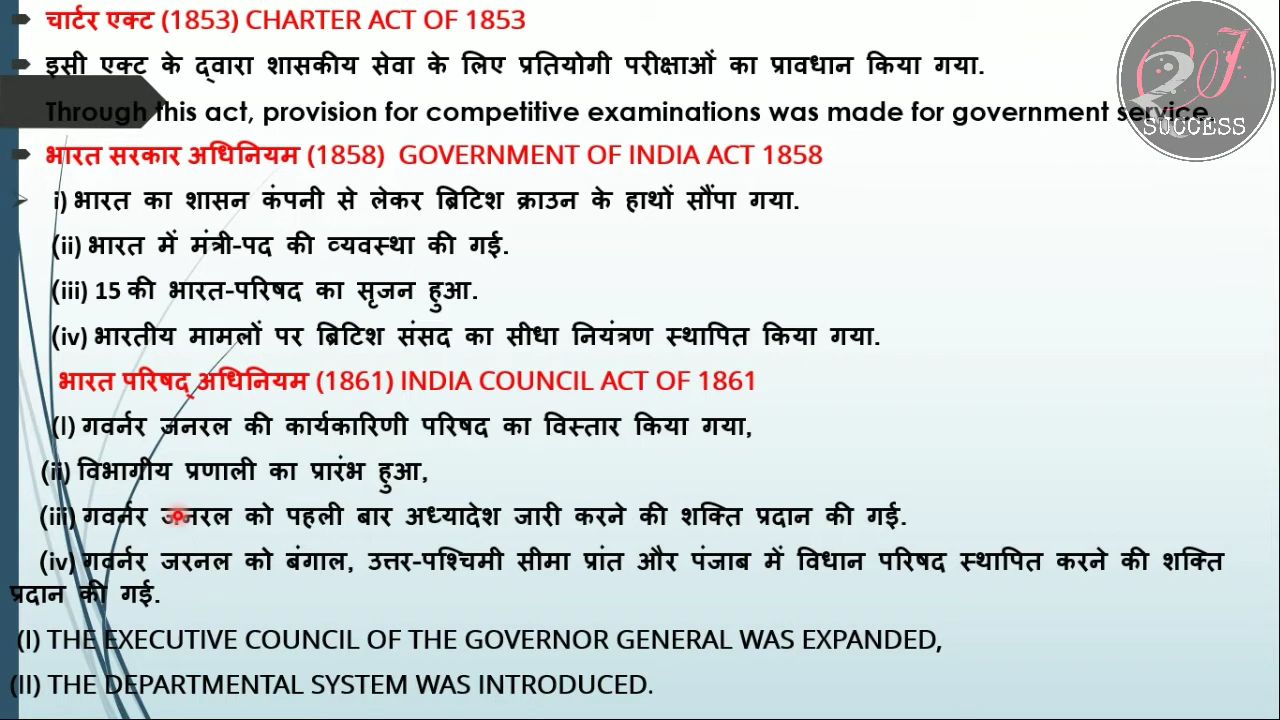 चार्टर एक्ट (1853) CHARTER ACT OF 1853
इसी एक्ट के द्वारा शासकीय सेवा के लिए प्रतियोगी परीक्षाओं का प्रावधान किया गया.
Through this act, provision for competitive examinations was made for government service.
2J
SUCCESS
भारत सरकार अधिनियम (1858) GOVERNMENT OF INDIA ACT 1858
i) भारत का शासन कंपनी से लेकर ब्रिटिश क्राउन के हाथों सौंपा गया.
(ii) भारत में मंत्री-पद की व्यवस्था की गई.
(iii) 15 की भारत-परिषद का सृजन हुआ.
(iv) भारतीय मामलों पर ब्रिटिश संसद का सीधा नियंत्रण स्थापित किया गया.
भारत परिषद् अधिनियम (1861) INDIA COUNCIL ACT OF 1861
(I) गवर्नर जनरल की कार्यकारिणी परिषद का विस्तार किया गया,
(ii) विभागीय प्रणाली का प्रारंभ हुआ,
(iii) गवर्नर जनरल को पहली बार अध्यादेश जारी करने की शक्ति प्रदान की गई.
(iv) गवर्नर जरनल को बंगाल, उत्तर-पश्चिमी सीमा प्रांत और पंजाब में विधान परिषद स्थापित करने की शक्ति
प्रदान की गई.
(I) THE EXECUTIVE COUNCIL OF THE GOVERNOR GENERAL WAS EXPANDED,
(II) THE DEPARTMENTAL SYSTEM WAS INTRODUCED.